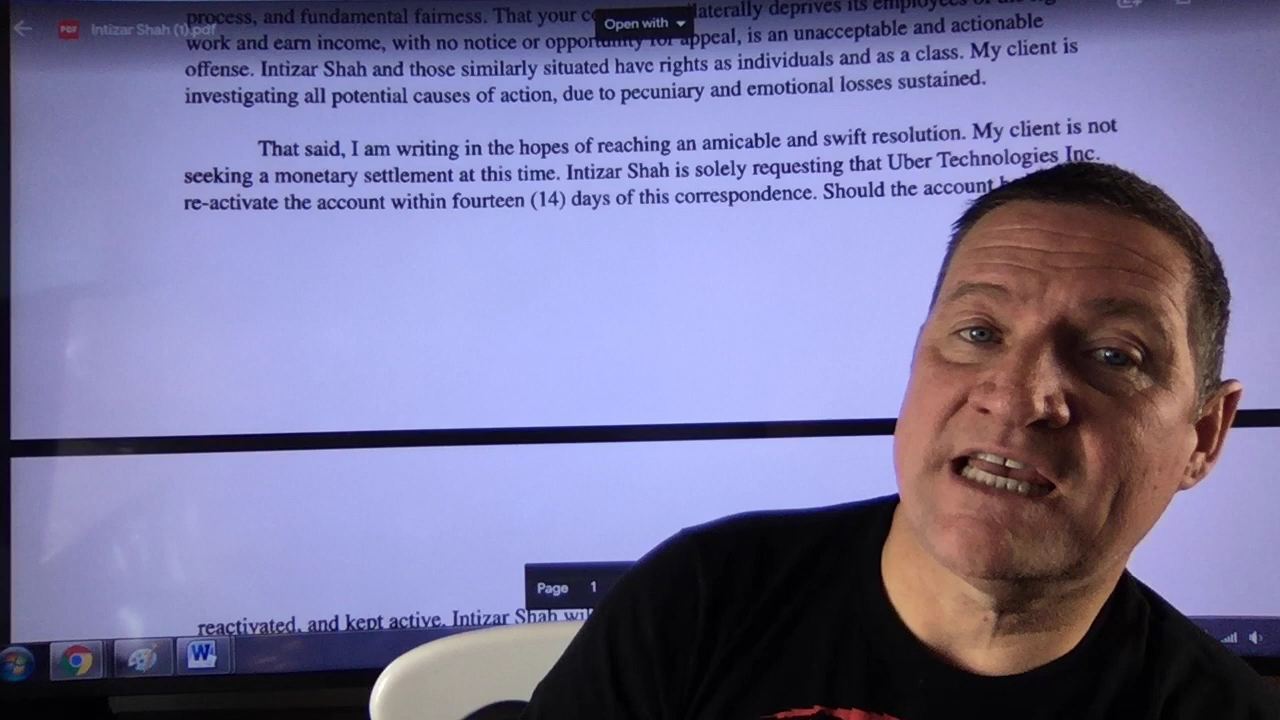 process, and fundamental fairness. That your
Open with
Intizar Shah (1).pdf
work and earn income, with no notice or opportunity for appeal, is an unacceptable and actionable
offense. Intizar Shah and those similarly situated have rights as individuals and as a class. My client is
investigating all potential causes of action, due to pecuniary and emotional losses sustained.
That said, I am writing in the hopes of reaching an amicable and swift resolution. My client is not
seeking a monetary settlement at this time. Intizar Shah is solely requesting that Uber Technologies Inc.
re-activate the account within fourteen (14) days of this correspondence. Should the account
Page 1
reactivated, and kept active, Intizar Shah